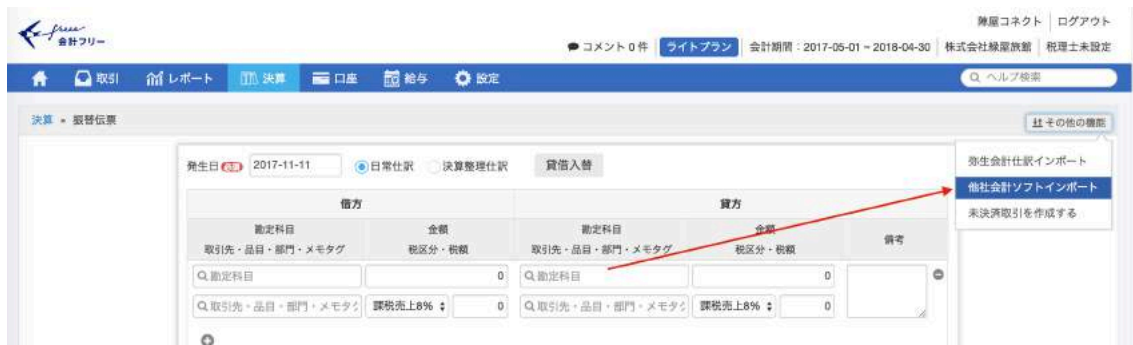 freee
会計フリー
陣屋コネクト ログアウト
コメント 0 件 ライトプラン 会計期間:2017-05-01 ~ 2018-04-30 株式会社緑屋旅館 税理士未設定
取引 レポート 決算 口座 給与 設定 ヘルプ検索
決算 振替伝票 その他の機能
弥生会計仕訳インポート
他社会計ソフトインポート
未決済取引を作成する
発生日 必須 2017-11-11 日常仕訳 決算整理仕訳 貸借入替
借方 貸方
勘定科目 金額 勘定科目 金額 備考
取引先・品目・部門・メモタグ 税区分・税額 取引先・品目・部門・メモタグ 税区分・税額
勘定科目 0 勘定科目 0
取引先・品目・部門・メモタグ 課税売上8% 0 取引先・品目・部門・メモタグ 課税売上8% 0